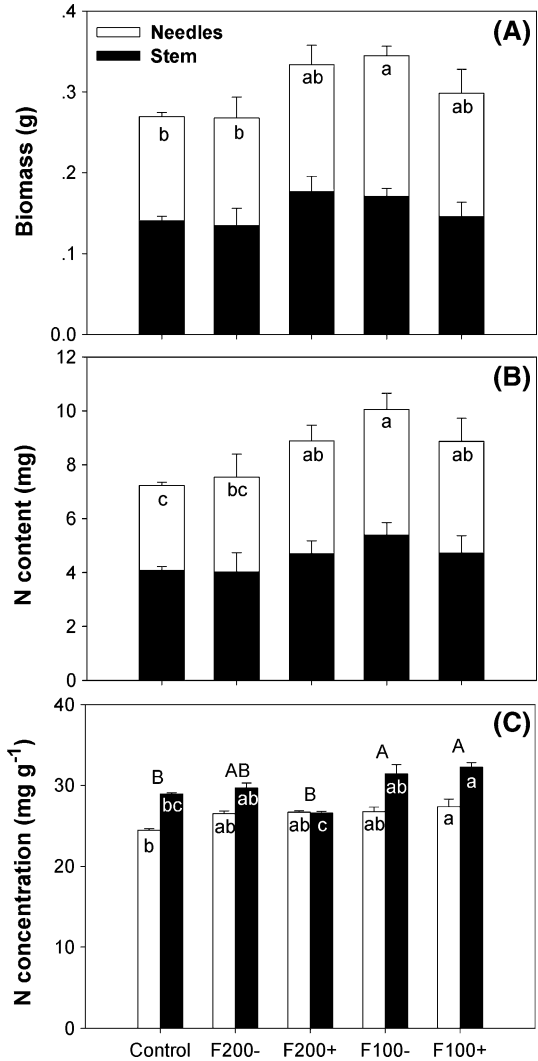 .4
(A)
Needles
Stem
.3
.2
.1
0.0
Biomass (g)
b
b
ab
a
ab
12
(B)
10
8
6
4
2
0
N content (mg)
c
bc
ab
a
ab
40
(C)
30
20
10
0
N concentration (mg g-1)
B
AB
B
A
A
b
bc
ab
ab
ab
c
ab
ab
a
a
Control F200- F200+ F100- F100+